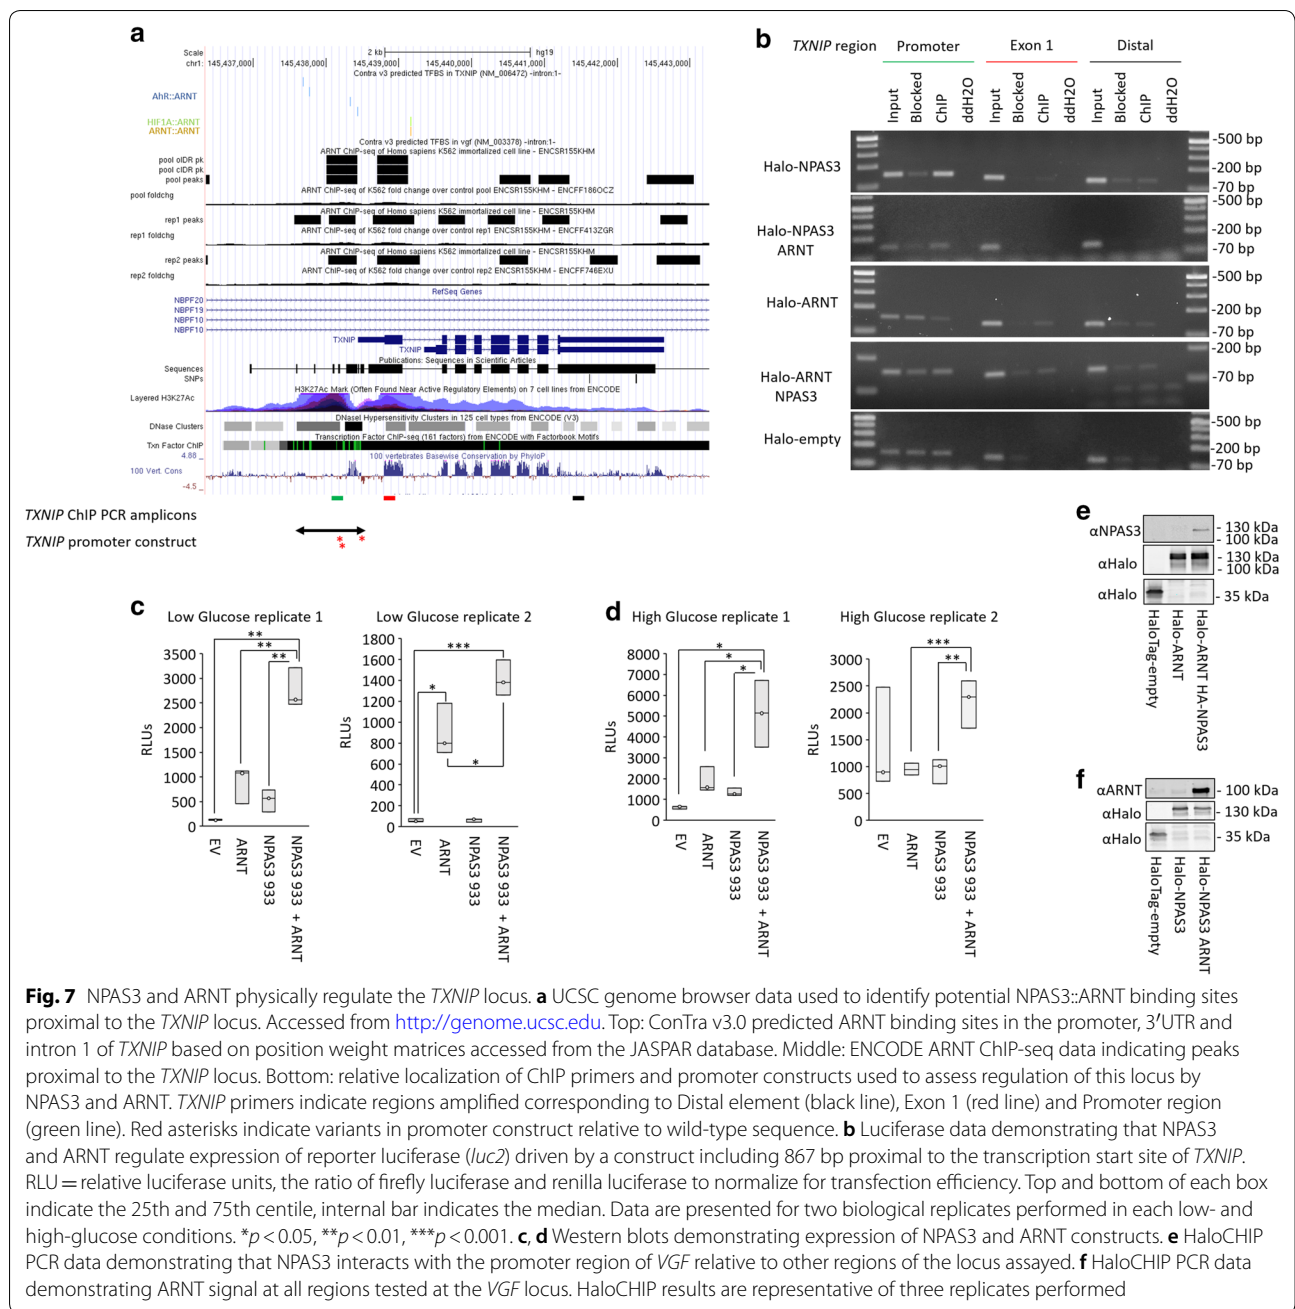 a
Scale
2 kb
hg19
chr1:
145,437,000
145,438,000
145,439,000
145,440,000
145,441,000
145,442,000
145,443,000
Contra v3 predicted TFBS in TXNIP (NM_006472) -intron:1-
AhR::ARNT
HIF1A::ARNT
ARNT::ARNT
Contra v3 predicted TFBS in vgf (NM_003378) -intron:1-
ARNT ChIP-seq of Homo sapiens K562 immortalized cell line - ENCSR155KHM
pool oIDR pk
pool cIDR pk
pool peaks
ARNT ChIP-seq of K562 fold change over control pool ENCSR155KHM - ENCFF186OCZ
pool foldchg
ARNT ChIP-seq of Homo sapiens K562 immortalized cell line - ENCSR155KHM
rep1 peaks
ARNT ChIP-seq of K562 fold change over control rep1 ENCSR155KHM - ENCFF413ZGR
rep1 foldchg
ARNT ChIP-seq of Homo sapiens K562 immortalized cell line - ENCSR155KHM
rep2 peaks
ARNT ChIP-seq of K562 fold change over control rep2 ENCSR155KHM - ENCFF746EXU
rep2 foldchg
RefSeq Genes
NBPF20
NBPF19
NBPF10
NBPF10
TXNIP
TXNIP
Publications: Sequences in Scientific Articles
Sequences
SNPs
H3K27Ac Mark (Often Found Near Active Regulatory Elements) on 7 cell lines from ENCODE
Layered H3K27Ac
DNaseI Hypersensitivity Clusters in 125 cell types from ENCODE (V3)
DNase Clusters
Transcription Factor ChIP-seq (161 factors) from ENCODE with Factorbook Motifs
Txn Factor ChIP
4.88 _
100 vertebrates Basewise Conservation by PhyloP
100 Vert. Cons
-4.5 _
TXNIP ChIP PCR amplicons
TXNIP promoter construct
* * *
b
TXNIP region
Promoter
Exon 1
Distal
Input Blocked ChIP ddH2O Input Blocked ChIP ddH2O Input Blocked ChIP ddH2O
Halo-NPAS3
-500 bp
-200 bp
-70 bp
Halo-NPAS3
ARNT
-500 bp
-200 bp
-70 bp
Halo-ARNT
-500 bp
-200 bp
-70 bp
Halo-ARNT
NPAS3
-200 bp
-70 bp
Halo-empty
-500 bp
-200 bp
-70 bp
c
Low Glucose replicate 1
**
**
**
3500
3000
2500
2000
1500
1000
500
0
RLUs
EV
ARNT
NPAS3 933
NPAS3 933 + ARNT
Low Glucose replicate 2
***
*
*
1800
1600
1400
1200
1000
800
600
400
200
0
RLUs
EV
ARNT
NPAS3 933
NPAS3 933 + ARNT
d
High Glucose replicate 1
*
*
*
8000
7000
6000
5000
4000
3000
2000
1000
0
RLUs
EV
ARNT
NPAS3 933
NPAS3 933 + ARNT
High Glucose replicate 2
***
**
3000
2500
2000
1500
1000
500
0
RLUs
EV
ARNT
NPAS3 933
NPAS3 933 + ARNT
e
αNPAS3
- 130 kDa
- 100 kDa
αHalo
- 130 kDa
- 100 kDa
αHalo
- 35 kDa
HaloTag-empty
Halo-ARNT
Halo-ARNT HA-NPAS3
f
αARNT
- 100 kDa
αHalo
- 130 kDa
αHalo
- 35 kDa
HaloTag-empty
Halo-NPAS3
Halo-NPAS3 ARNT
Fig. 7 NPAS3 and ARNT physically regulate the TXNIP locus. a UCSC genome browser data used to identify potential NPAS3::ARNT binding sites
proximal to the TXNIP locus. Accessed from http://genome.ucsc.edu. Top: ConTra v3.0 predicted ARNT binding sites in the promoter, 3′UTR and
intron 1 of TXNIP based on position weight matrices accessed from the JASPAR database. Middle: ENCODE ARNT ChIP-seq data indicating peaks
proximal to the TXNIP locus. Bottom: relative localization of ChIP primers and promoter constructs used to assess regulation of this locus by
NPAS3 and ARNT. TXNIP primers indicate regions amplified corresponding to Distal element (black line), Exon 1 (red line) and Promoter region
(green line). Red asterisks indicate variants in promoter construct relative to wild-type sequence. b Luciferase data demonstrating that NPAS3
and ARNT regulate expression of reporter luciferase (luc2) driven by a construct including 867 bp proximal to the transcription start site of TXNIP.
RLU = relative luciferase units, the ratio of firefly luciferase and renilla luciferase to normalize for transfection efficiency. Top and bottom of each box
indicate the 25th and 75th centile, internal bar indicates the median. Data are presented for two biological replicates performed in each low- and
high-glucose conditions. *p < 0.05, **p < 0.01, ***p < 0.001. c, d Western blots demonstrating expression of NPAS3 and ARNT constructs. e HaloCHIP
PCR data demonstrating that NPAS3 interacts with the promoter region of VGF relative to other regions of the locus assayed. f HaloCHIP PCR data
demonstrating ARNT signal at all regions tested at the VGF locus. HaloCHIP results are representative of three replicates performed